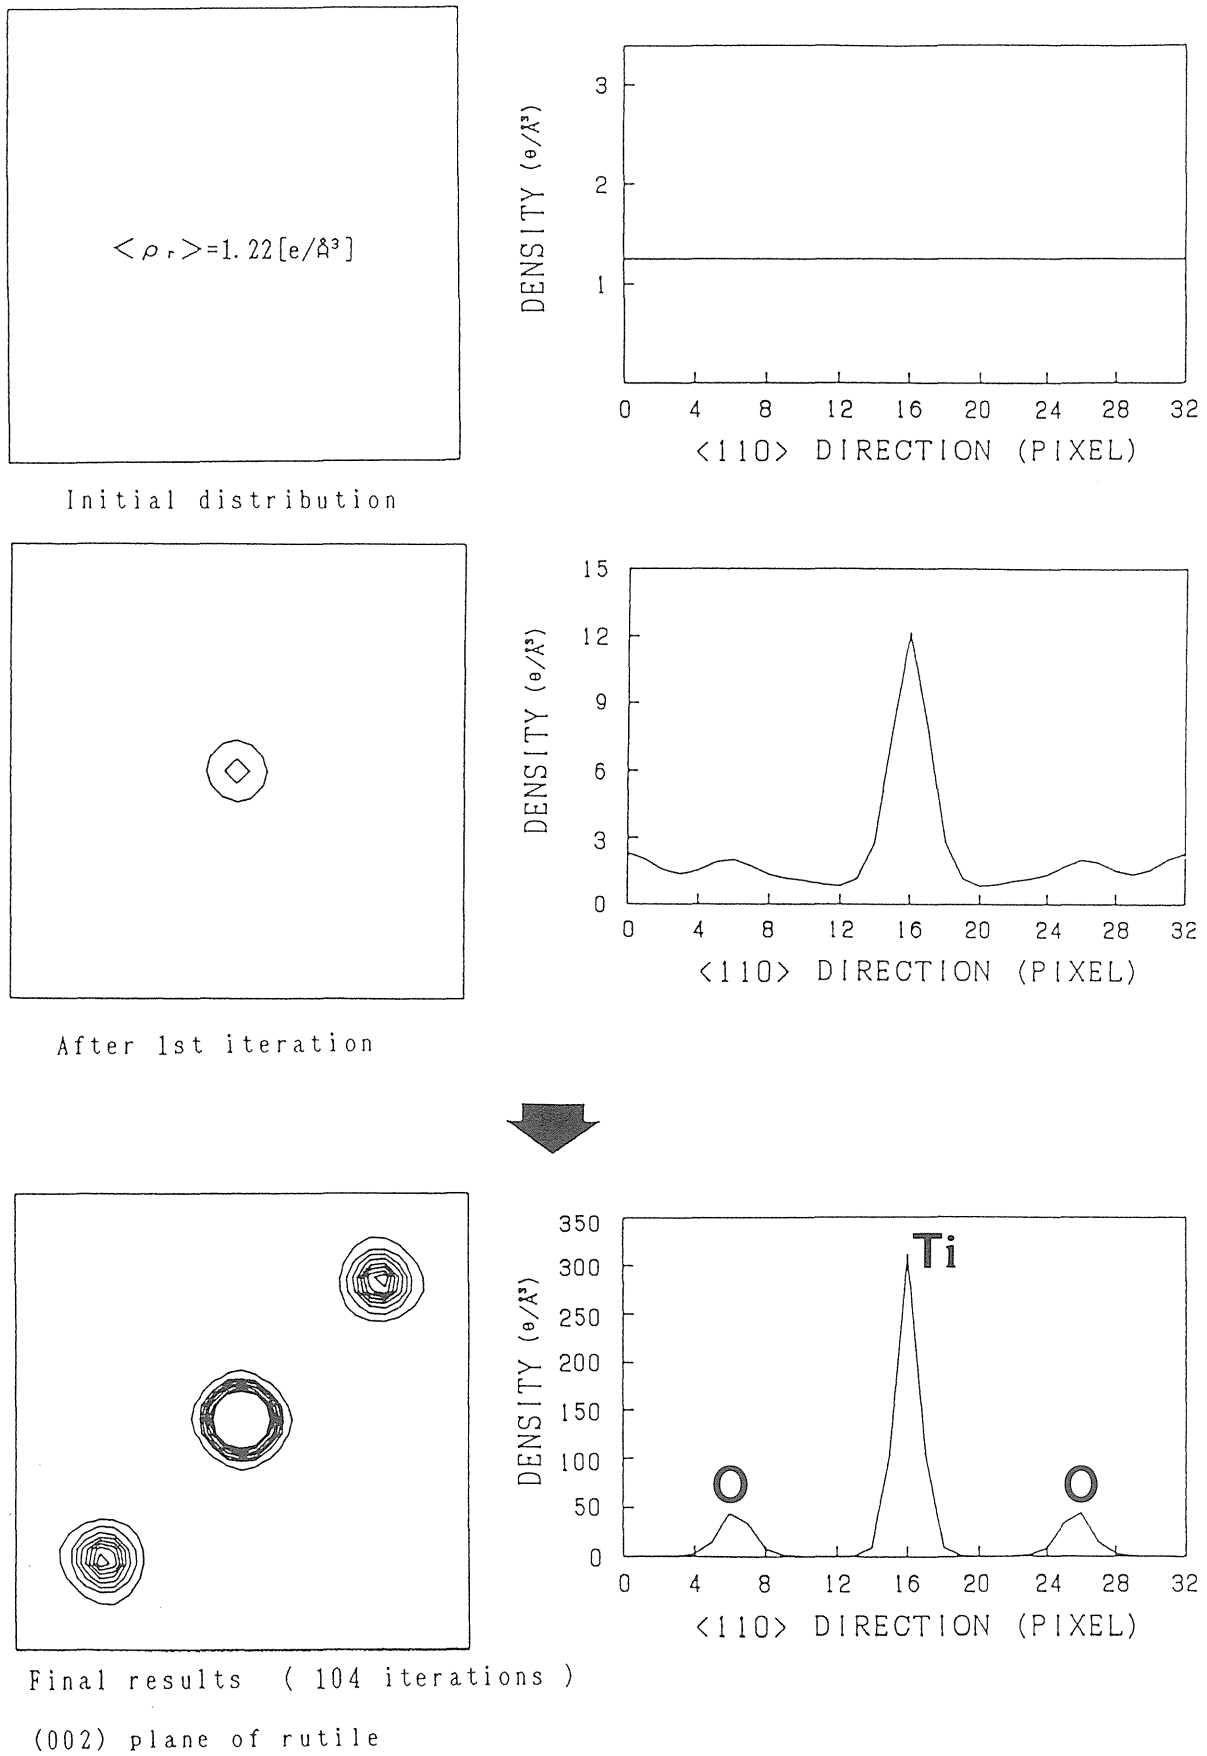 <ρr>=1.22[e/Å³]
Initial distribution
DENSITY (e/Å³)
3
2
1
0 4 8 12 16 20 24 28 32
<110> DIRECTION (PIXEL)
After 1st iteration
DENSITY (e/Å³)
15
12
9
6
3
0
0 4 8 12 16 20 24 28 32
<110> DIRECTION (PIXEL)
Final results ( 104 iterations )
(002) plane of rutile
DENSITY (e/Å³)
350
300
250
200
150
100
50
0
Ti
O
O
0 4 8 12 16 20 24 28 32
<110> DIRECTION (PIXEL)